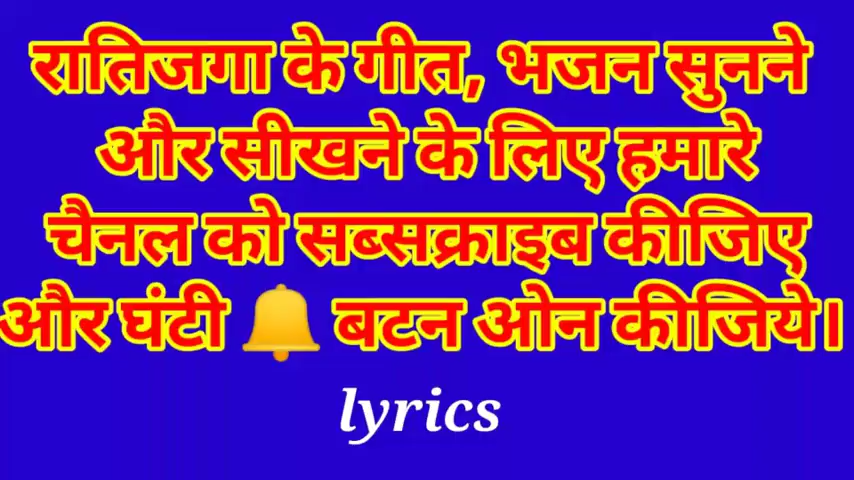 रातिजगा के गीत, भजन सुनने
और सीखने के लिए हमारे
चैनल को सब्सक्राइब कीजिए
और घंटी 🔔 बटन ओन कीजिये।
lyrics